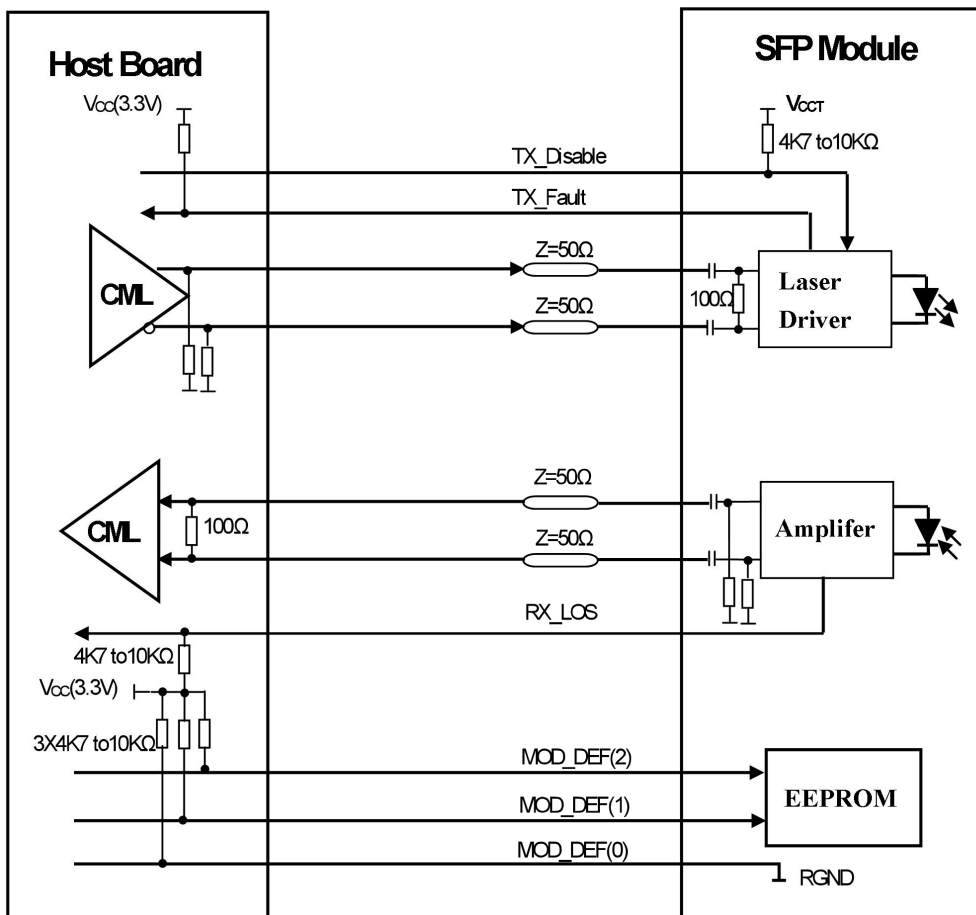 Host Board
SFP Module
Vcc(3.3V)
VCCT
4K7 to10KΩ
TX_Disable
TX_Fault
Z=50Ω
CML
100Ω
Laser
Driver
Z=50Ω
Z=50Ω
CML
100Ω
Amplifer
Z=50Ω
RX_LOS
4K7 to10KΩ
Vcc(3.3V)
3X4K7 to10KΩ
MOD_DEF(2)
EEPROM
MOD_DEF(1)
MOD_DEF(0)
RGND